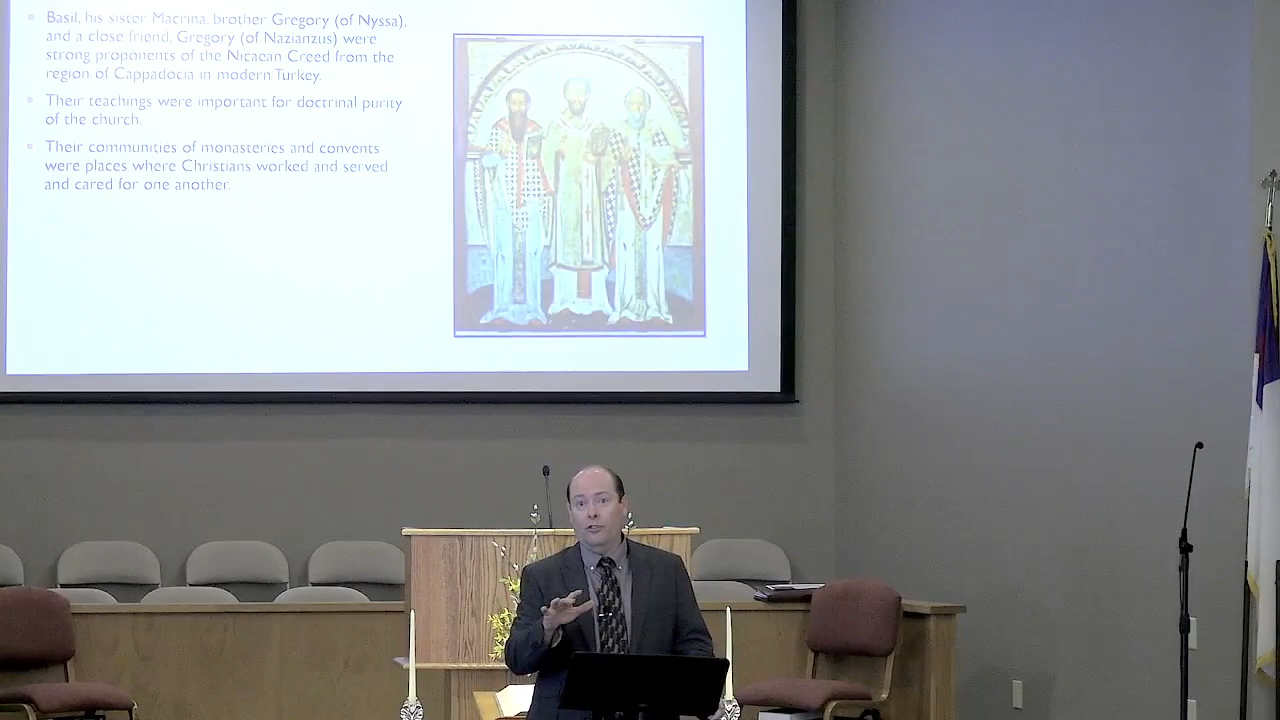 Basil, his sister Macrina, brother Gregory (of Nyssa),
and a close friend, Gregory (of Nazianzus) were
strong proponents of the Nicaean Creed from the
region of Cappadocia in modern Turkey.
Their teachings were important for doctrinal purity
of the church.
Their communities of monasteries and convents
were places where Christians worked and served
and cared for one another.